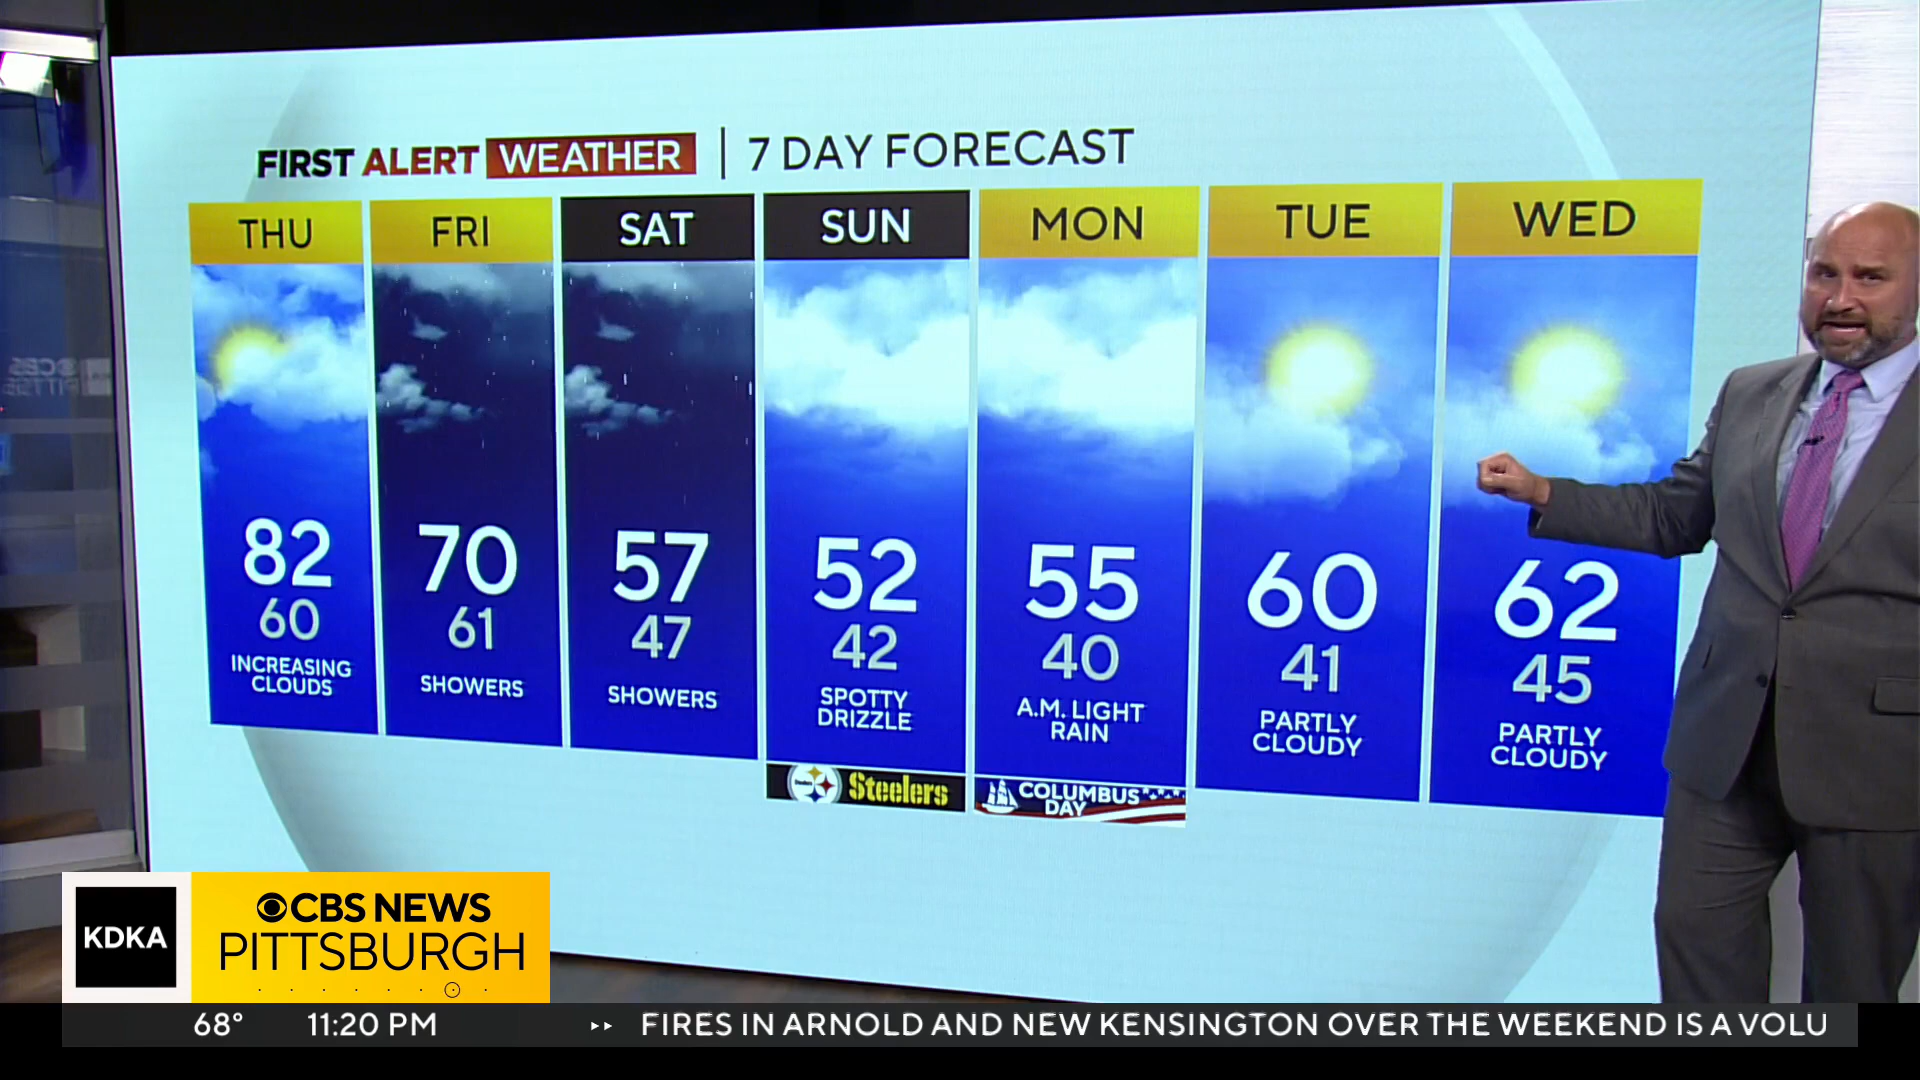 FIRST ALERT WEATHER | 7 DAY FORECAST
THU
FRI
SAT
SUN
MON
TUE
WED
82
60
INCREASING
CLOUDS
70
61
SHOWERS
57
47
SHOWERS
52
42
SPOTTY
DRIZZLE
55
40
A.M. LIGHT
RAIN
60
41
PARTLY
CLOUDY
62
45
PARTLY
CLOUDY
Steelers
COLUMBUS
DAY
KDKA
CBS NEWS
PITTSBURGH
68° 11:20 PM FIRES IN ARNOLD AND NEW KENSINGTON OVER THE WEEKEND IS A VOLU